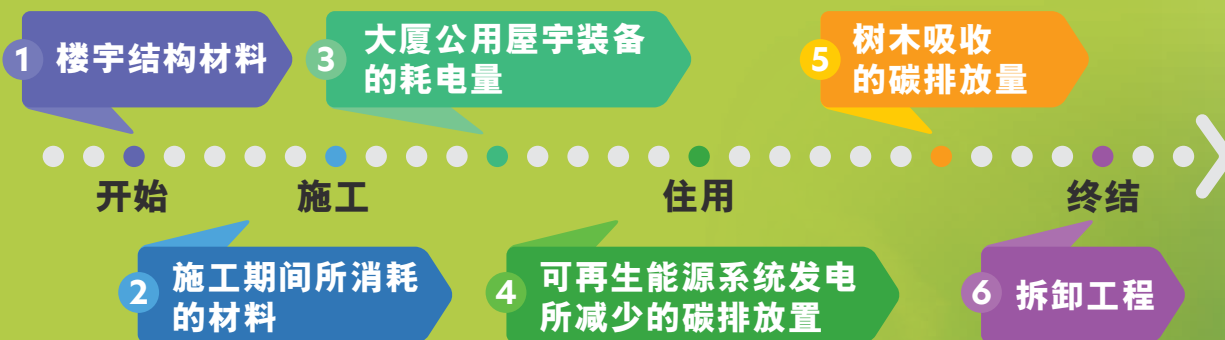 1 楼宇结构材料
3 大厦公用屋宇装备
的耗电量
5 树木吸收
的碳排放量
开始 施工 住用 终结
2 施工期间所消耗
的材料
4 可再生能源系统发电
所减少的碳排放置
6 拆卸工程